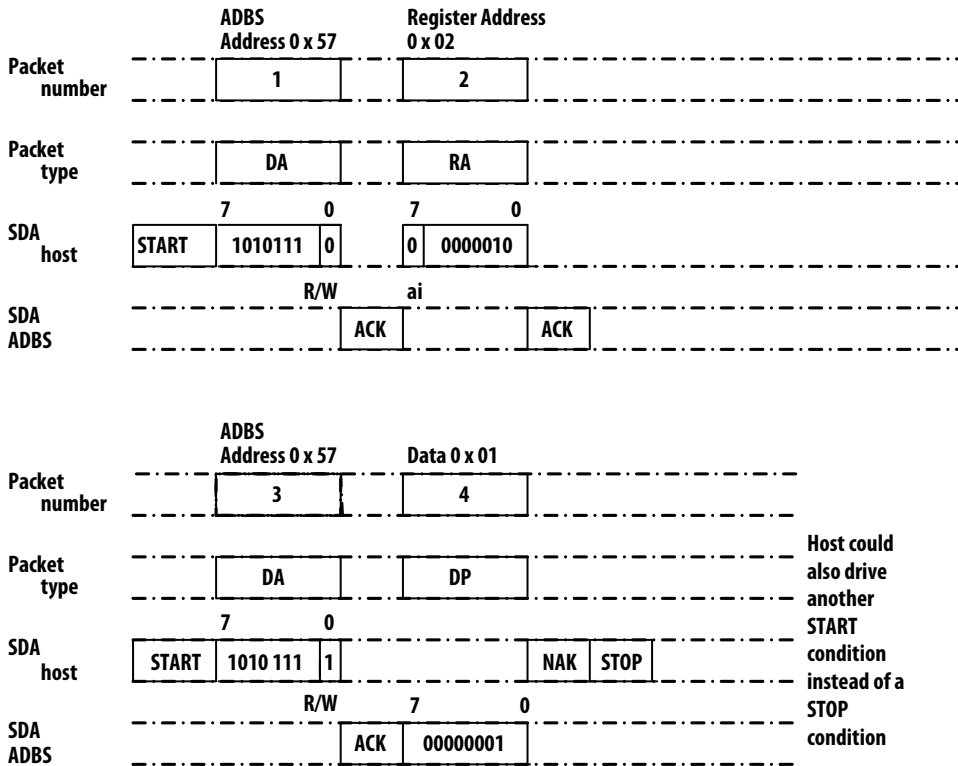 ADBS
Address 0 x 57
Register Address
0 x 02
Packet
number
1
2
Packet
type
DA
RA
7 0
7 0
SDA
host
START
1010111
0
0
0000010
R/W
ai
SDA
ADBS
ACK
ACK
ADBS
Address 0 x 57
Data 0 x 01
Packet
number
3
4
Packet
type
DA
DP
7 0
SDA
host
START
1010 111
1
NAK
STOP
R/W
7 0
SDA
ADBS
ACK
00000001
Host could
also drive
another
START
condition
instead of a
STOP
condition